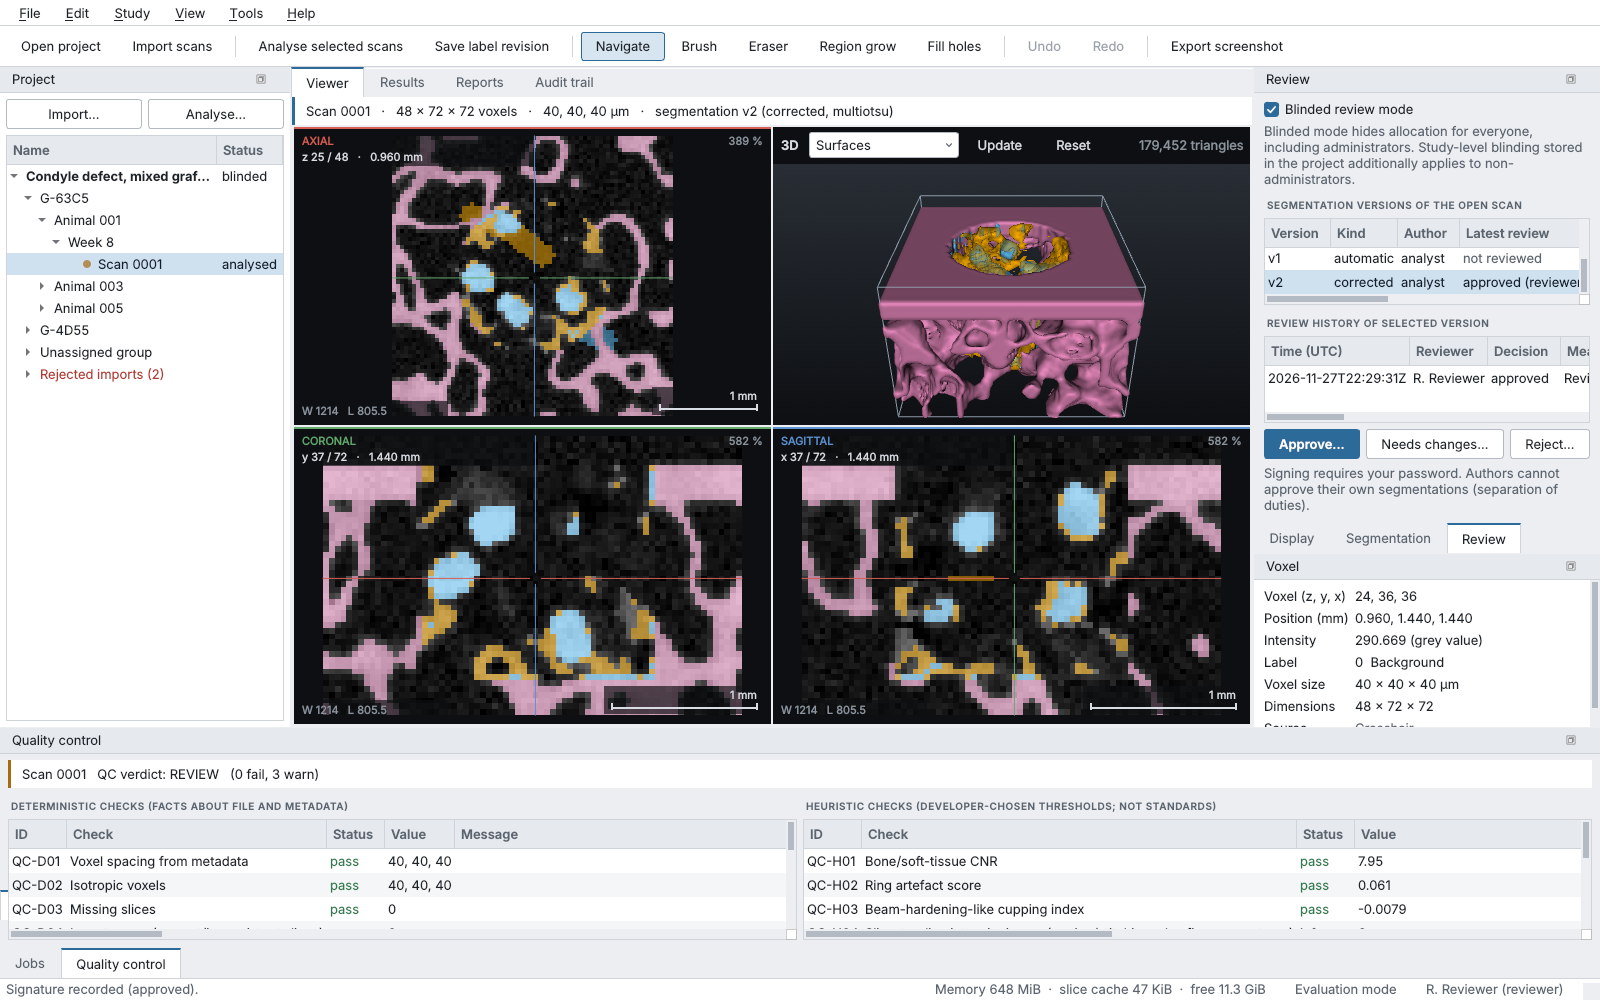 File Edit Study View Tools Help
Open project Import scans Analyse selected scans Save label revision Navigate Brush Eraser Region grow Fill holes Undo Redo Export screenshot
Project
Import... Analyse...
Name Status
Condyle defect, mixed graf... blinded
G-63C5
Animal 001
Week 8
Scan 0001 analysed
Animal 003
Animal 005
G-4D55
Unassigned group
Rejected imports (2)
Viewer Results Reports Audit trail
Scan 0001 · 48 × 72 × 72 voxels · 40, 40, 40 µm · segmentation v2 (corrected, multiotsu)
AXIAL 389 %
z 25 / 48 · 0.960 mm
1 mm
W 1214 L 805.5
3D Surfaces Update Reset 179,452 triangles
CORONAL 582 %
y 37 / 72 · 1.440 mm
1 mm
W 1214 L 805.5
SAGITTAL 582 %
x 37 / 72 · 1.440 mm
1 mm
W 1214 L 805.5
Review
Blinded review mode
Blinded mode hides allocation for everyone,
including administrators. Study-level blinding stored
in the project additionally applies to non-
administrators.
SEGMENTATION VERSIONS OF THE OPEN SCAN
Version Kind Author Latest review
v1 automatic analyst not reviewed
v2 corrected analyst approved (reviewer
REVIEW HISTORY OF SELECTED VERSION
Time (UTC) Reviewer Decision Mea
2026-11-27T22:29:31Z R. Reviewer approved Revi
Approve... Needs changes... Reject...
Signing requires your password. Authors cannot
approve their own segmentations (separation of
duties).
Display Segmentation Review
Voxel
Voxel (z, y, x) 24, 36, 36
Position (mm) 0.960, 1.440, 1.440
Intensity 290.669 (grey value)
Label 0 Background
Voxel size 40 × 40 × 40 µm
Dimensions 48 × 72 × 72
Quality control
Scan 0001 QC verdict: REVIEW (0 fail, 3 warn)
DETERMINISTIC CHECKS (FACTS ABOUT FILE AND METADATA)
ID Check Status Value Message
QC-D01 Voxel spacing from metadata pass 40, 40, 40
QC-D02 Isotropic voxels pass 40, 40, 40
QC-D03 Missing slices pass 0
HEURISTIC CHECKS (DEVELOPER-CHOSEN THRESHOLDS; NOT STANDARDS)
ID Check Status Value
QC-H01 Bone/soft-tissue CNR pass 7.95
QC-H02 Ring artefact score pass 0.061
QC-H03 Beam-hardening-like cupping index pass -0.0079
Jobs Quality control
Signature recorded (approved). Memory 648 MiB · slice cache 47 KiB · free 11.3 GiB Evaluation mode R. Reviewer (reviewer)